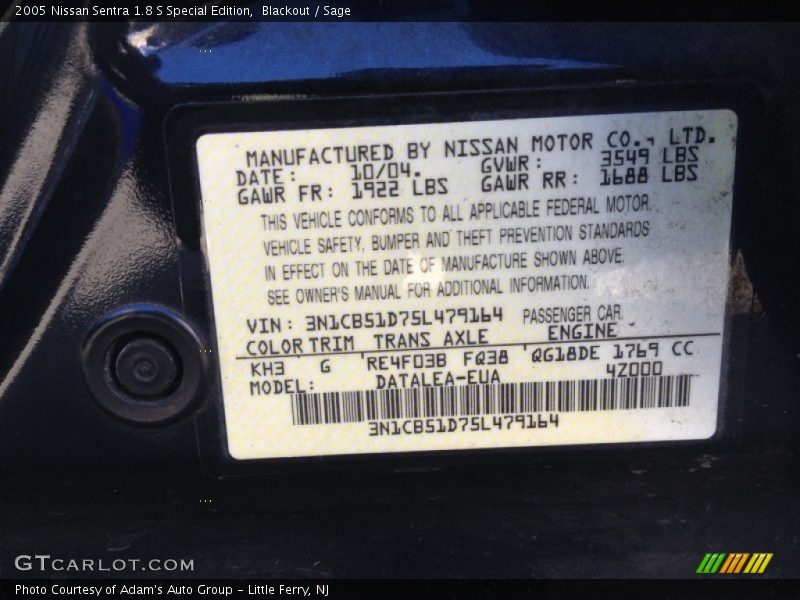 2005 Nissan Sentra 1.8 S Special Edition, Blackout / Sage
MANUFACTURED BY NISSAN MOTOR CO., LTD.
DATE: 10/04. GVWR: 3549 LBS
GAWR FR: 1922 LBS GAWR RR: 1688 LBS
THIS VEHICLE CONFORMS TO ALL APPLICABLE FEDERAL MOTOR
VEHICLE SAFETY, BUMPER AND THEFT PREVENTION STANDARDS
IN EFFECT ON THE DATE OF MANUFACTURE SHOWN ABOVE.
SEE OWNER'S MANUAL FOR ADDITIONAL INFORMATION.
VIN: 3N1CB51D75L479164 PASSENGER CAR
COLOR TRIM TRANS AXLE ENGINE
KH3 G RE4F03B FQ38 QG18DE 1769 CC
MODEL: DATALEA-EUA 4Z000
3N1CB51D75L479164
GTCARLOT.COM
Photo Courtesy of Adam's Auto Group - Little Ferry, NJ